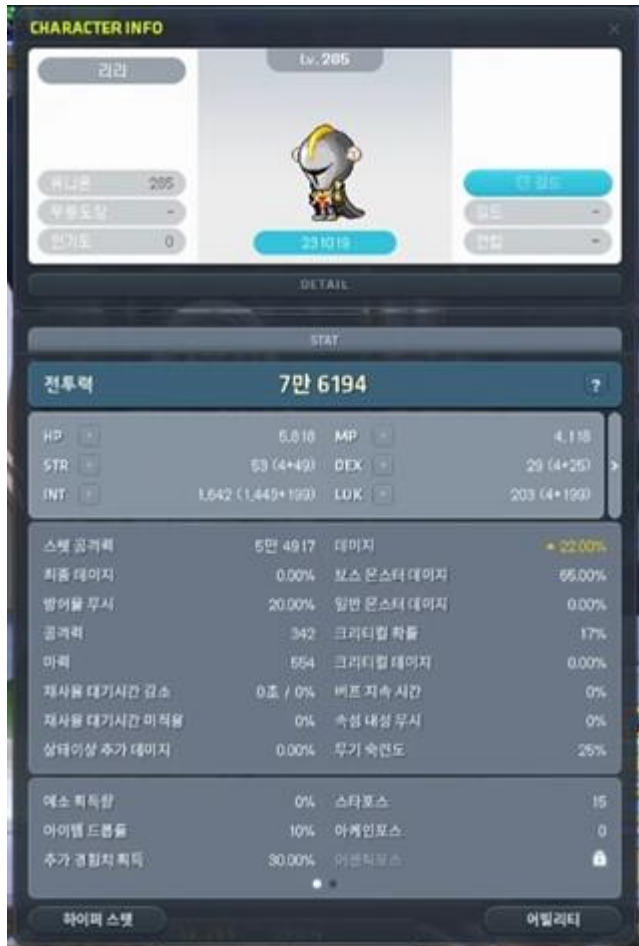 CHARACTER INFO
Lv. 285
리라
유니온 285
무릉도장 -
인기도 0
길드
길드 -
연합 -
231019
DETAIL
STAT
전투력 7만 6194 ?
HP 5,818 MP 4,118
STR 53 (4+49) DEX 29 (4+25)
INT 1,642 (1,443+199) LUK 203 (4+199)
스탯 공격력 5만 4917 데이지 22.00%
최종 데미지 0.00% 보스 몬스터 데미지 65.00%
방어율 무시 20.00% 일반 몬스터 데미지 0.00%
공격력 342 크리티컬 확률 17%
마력 554 크리티컬 데미지 0.00%
재사용 대기시간 감소 0초 / 0% 버프 지속 시간 0%
재사용 대기시간 미적용 0% 속성 내성 무시 0%
상태이상 추가 데미지 0.00% 무기 숙련도 25%
메소 획득량 0% 스타포스 15
아이템 드롭률 10% 아케인포스 0
추가 경험치 획득 30.00% 어센틱포스
하이퍼 스탯
어빌리티